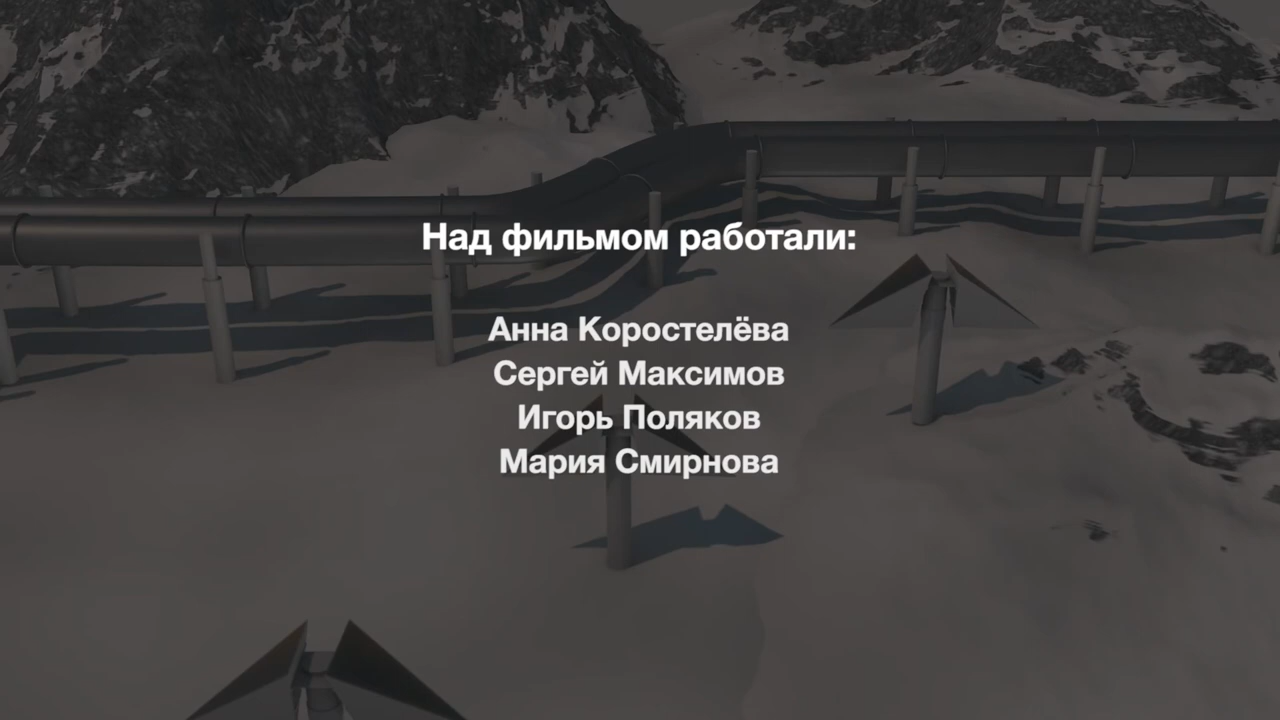 Над фильмом работали:
Анна Коростелёва
Сергей Максимов
Игорь Поляков
Мария Смирнова